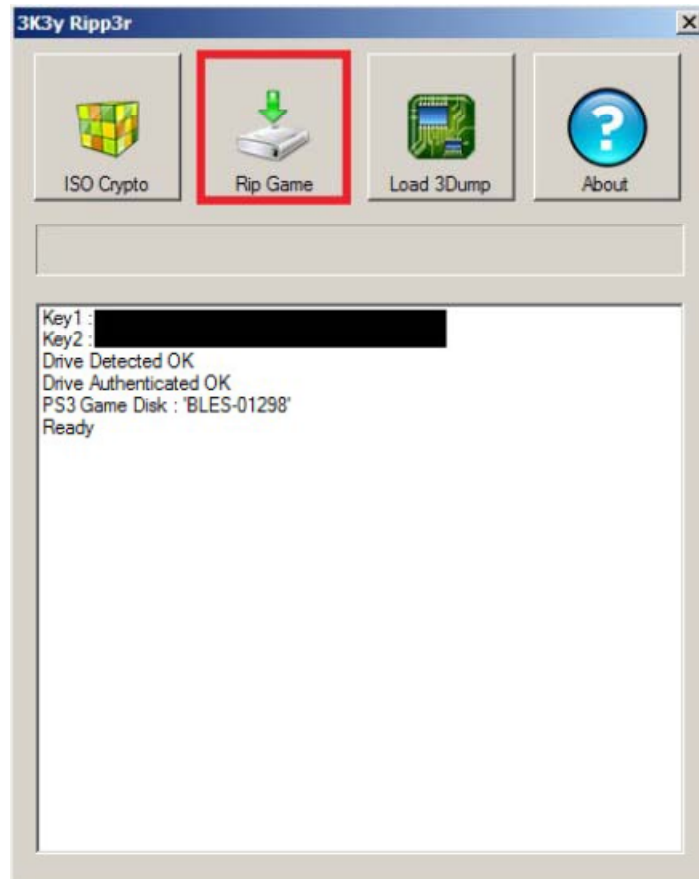 3K3y Ripp3r
ISO Crypto
Rip Game
Load 3Dump
About
Key1 :
Key2 :
Drive Detected OK
Drive Authenticated OK
PS3 Game Disk : 'BLES-01298'
Ready